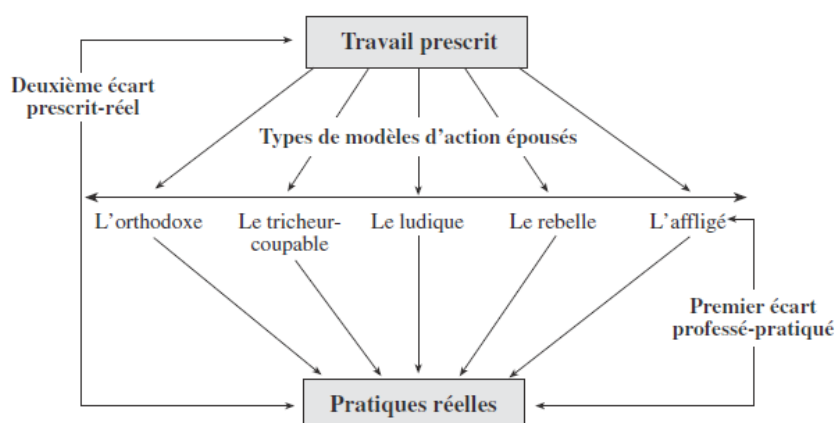 Travail prescrit
Deuxième écart
prescrit-réel
Types de modèles d'action épousés
L'orthodoxe
Le tricheur-
coupable
Le ludique
Le rebelle
L'affligé
Premier écart
professé-pratiqué
Pratiques réelles